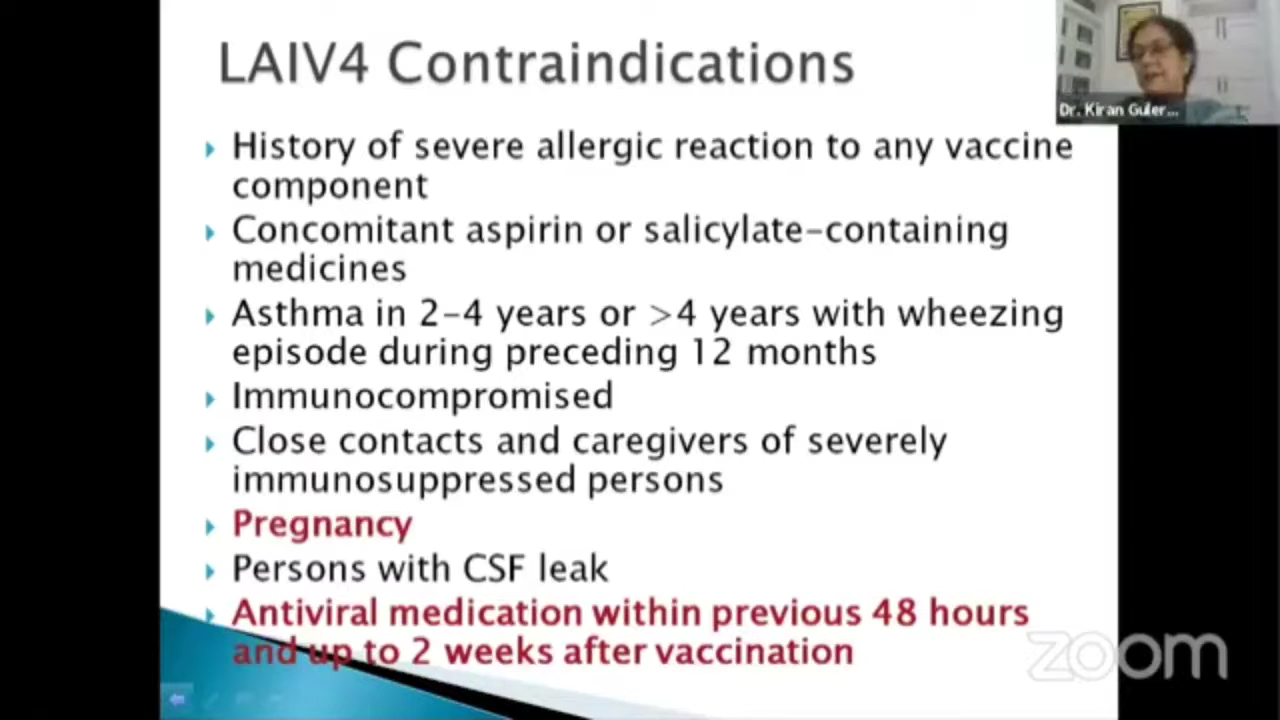 LAIV4 Contraindications
Dr. Kiran Guler...
History of severe allergic reaction to any vaccine
component
Concomitant aspirin or salicylate-containing
medicines
Asthma in 2-4 years or >4 years with wheezing
episode during preceding 12 months
Immunocompromised
Close contacts and caregivers of severely
immunosuppressed persons
Pregnancy
Persons with CSF leak
Antiviral medication within previous 48 hours
and up to 2 weeks after vaccination
zoom